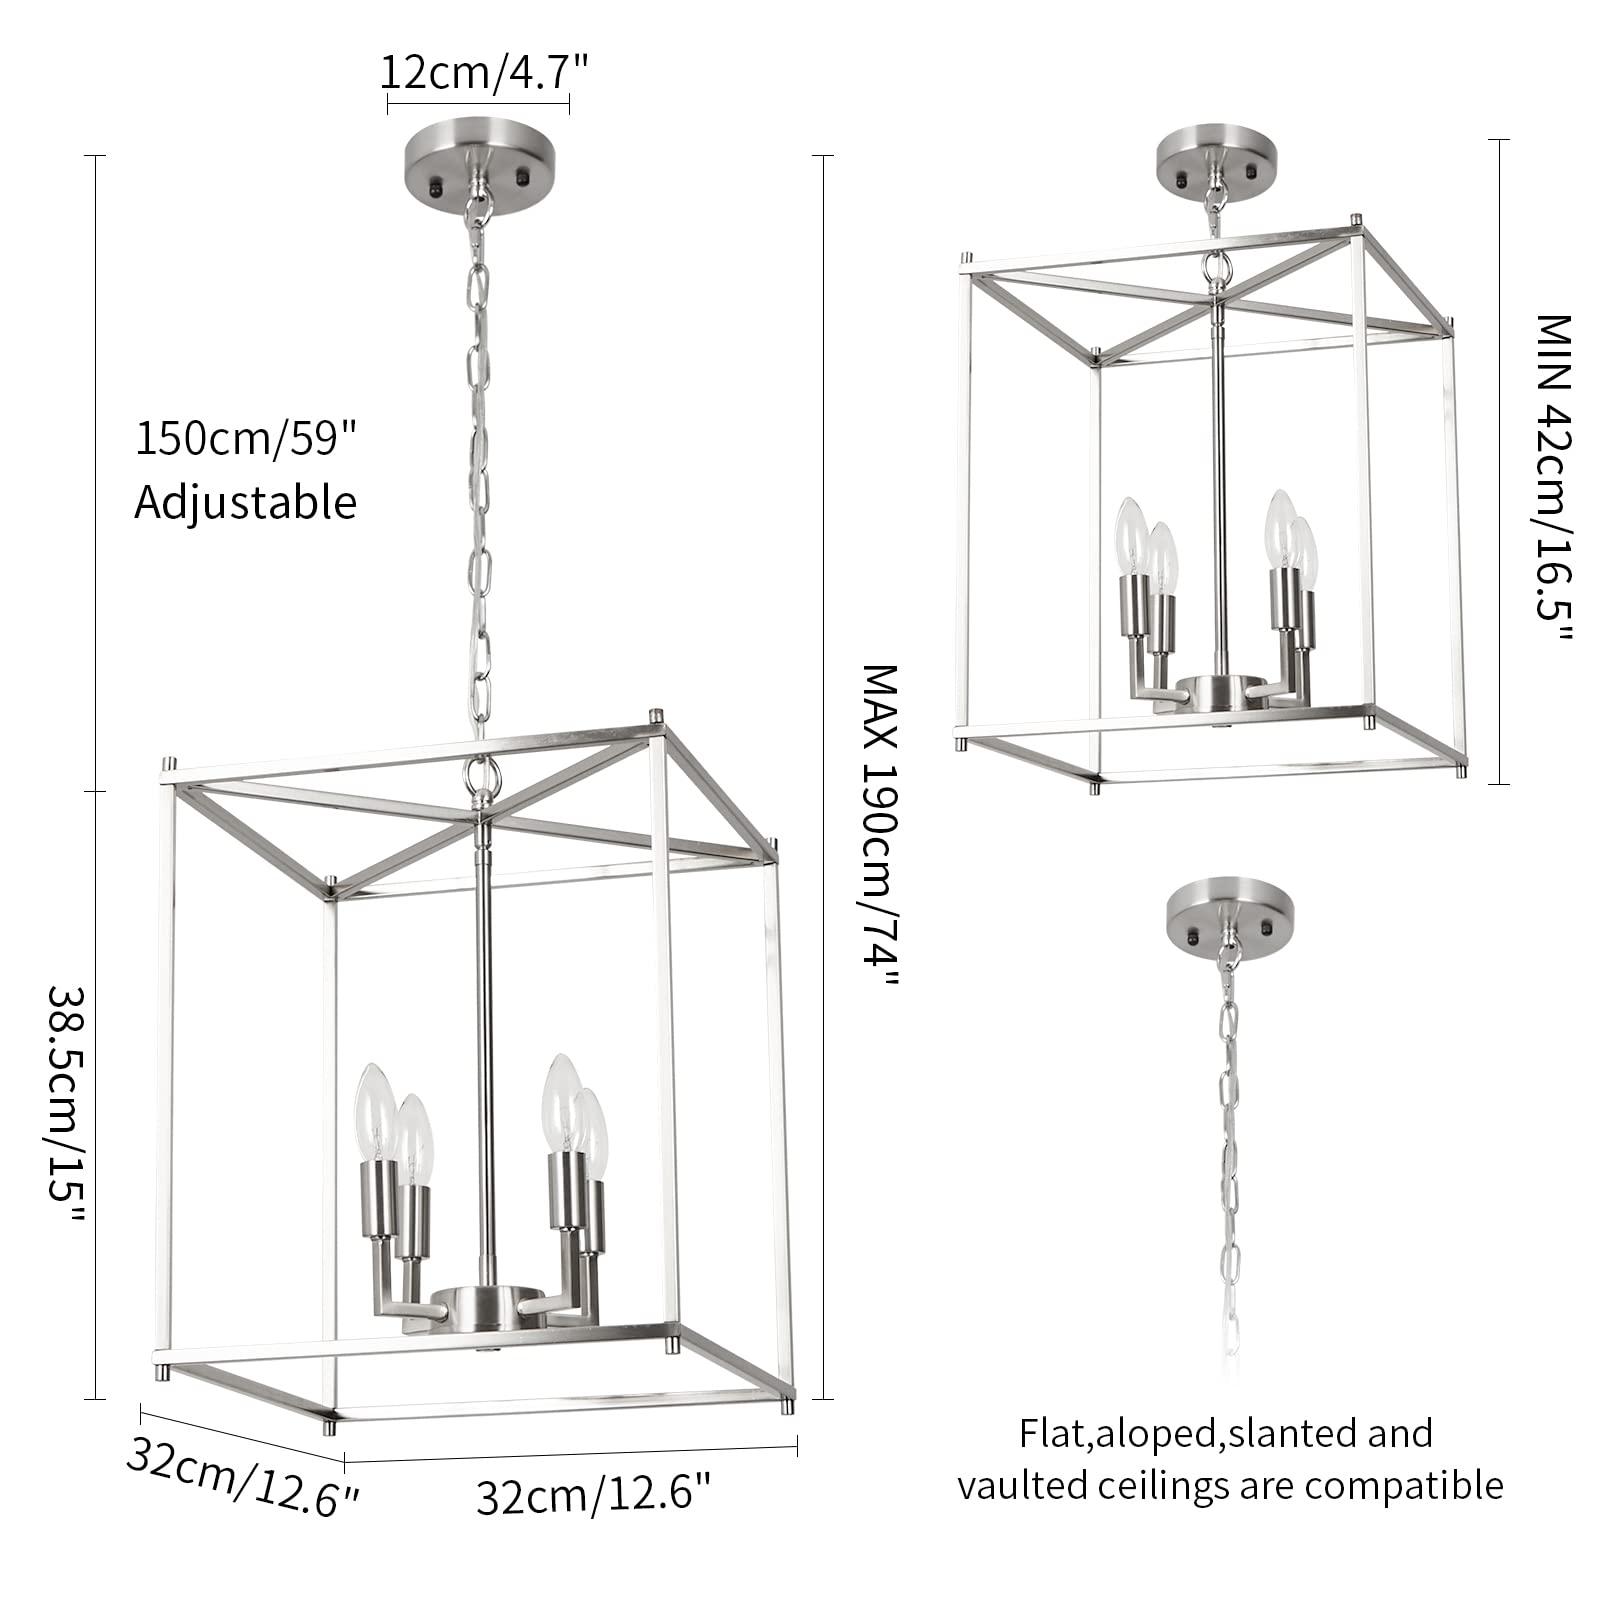 12cm/4.7"
150cm/59"
Adjustable
38.5cm/15"
32cm/12.6"
32cm/12.6"
MAX 190cm/74"
MIN 42cm/16.5"
Flat,aloped,slanted and
vaulted ceilings are compatible